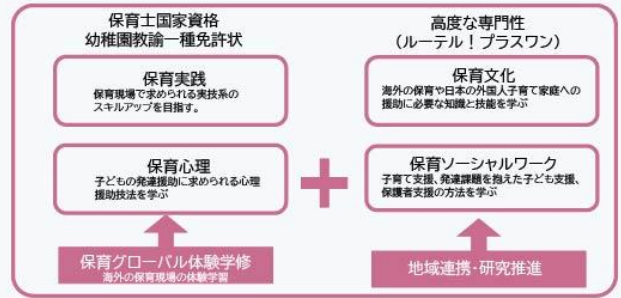 保育士国家資格
幼稚園教諭一種免許状
保育実践
保育現場で求められる実技系の
スキルアップを目指す。
保育心理
子どもの発達援助に求められる心理
援助技法を学ぶ
保育グローバル体験学修
海外の保育現場の体験学習
高度な専門性
(ルーテル！プラスワン)
保育文化
海外の保育や日本の外国人子育て家庭への
援助に必要な知識と技能を学ぶ
保育ソーシャルワーク
子育て支援、発達課題を抱えた子ども支援、
保護者支援の方法を学ぶ
地域連携・研究推進